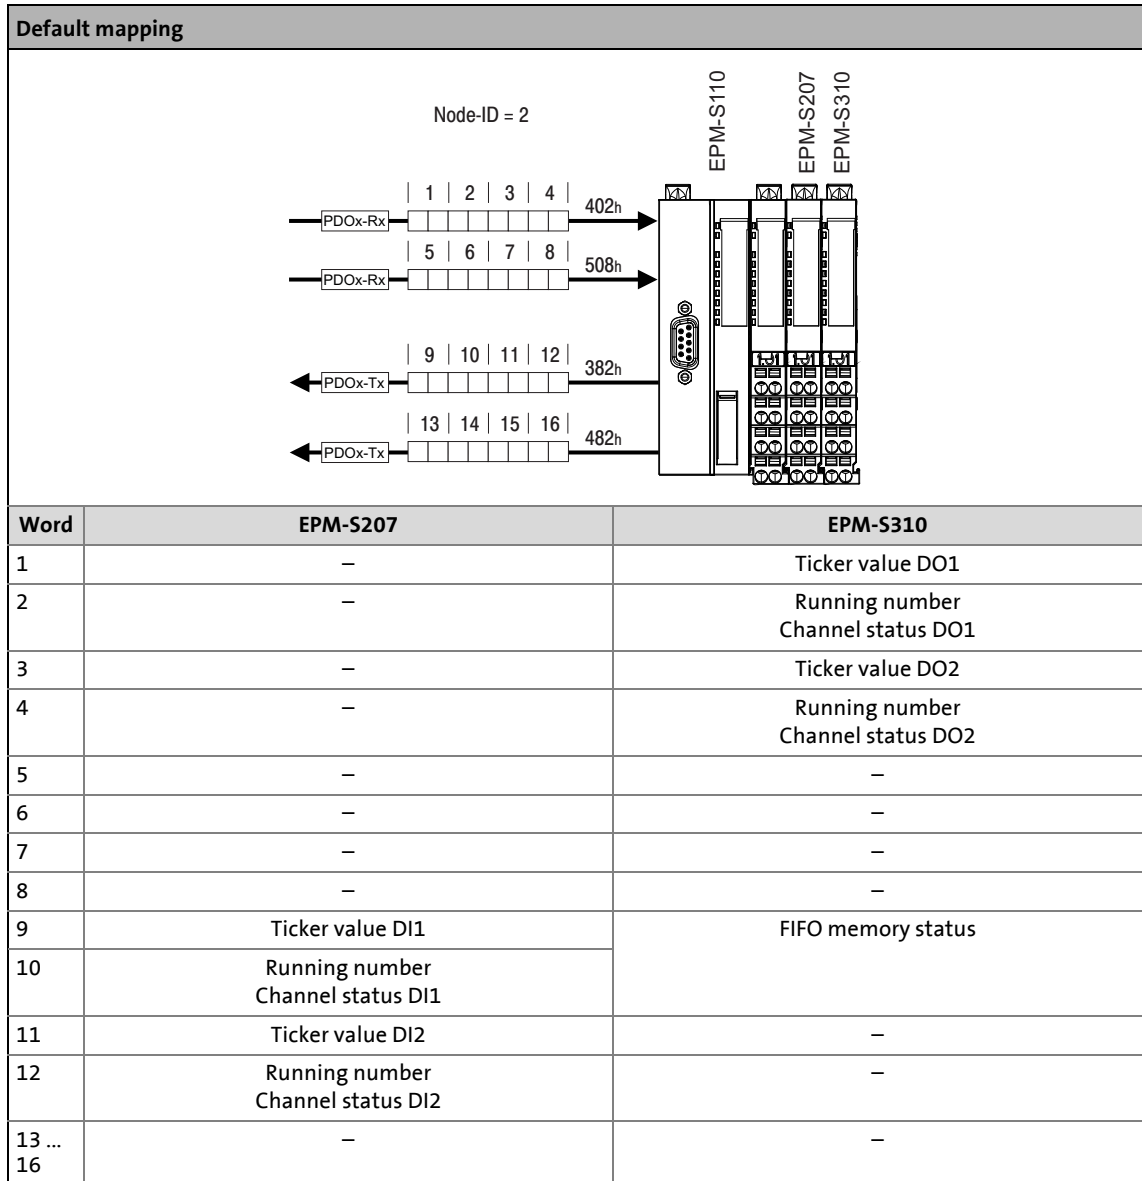 Default mapping
EPM-S110
EPM-S207
EPM-S310
Node-ID = 2
1 2 3 4
PDOx-Rx 402h
5 6 7 8
PDOx-Rx 508h
9 10 11 12
PDOx-Tx 382h
13 14 15 16
PDOx-Tx 482h
Word EPM-S207 EPM-S310
1 – Ticker value DO1
2 – Running number
Channel status DO1
3 – Ticker value DO2
4 – Running number
Channel status DO2
5 – –
6 – –
7 – –
8 – –
9 Ticker value DI1 FIFO memory status
10 Running number
Channel status DI1
11 Ticker value DI2 –
12 Running number –
Channel status DI2
13 ... – –
16